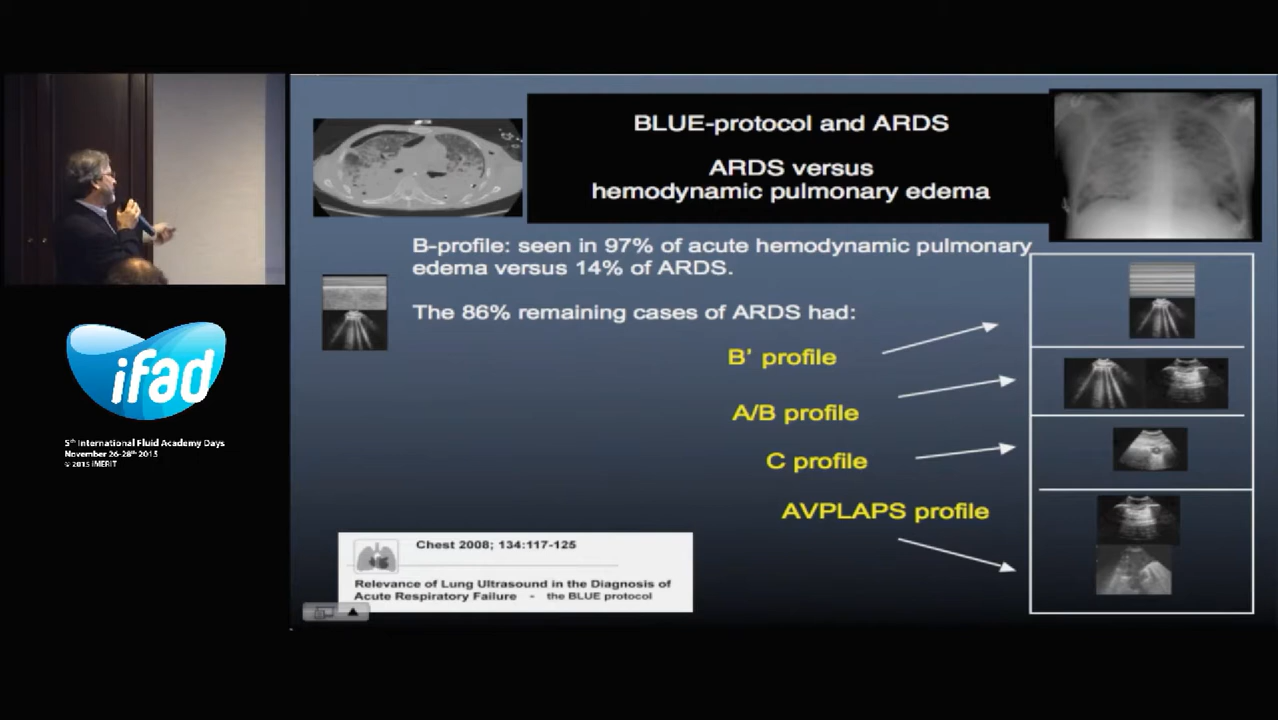 BLUE-protocol and ARDS
ARDS versus
hemodynamic pulmonary edema
B-profile: seen in 97% of acute hemodynamic pulmonary
edema versus 14% of ARDS.
The 86% remaining cases of ARDS had:
B’ profile
A/B profile
C profile
AVPLAPS profile
Chest 2008; 134:117-125
Relevance of Lung Ultrasound in the Diagnosis of
Acute Respiratory Failure - the BLUE protocol
ifad
5th International Fluid Academy Days
November 26-28th 2015
© 2015 iMERIT